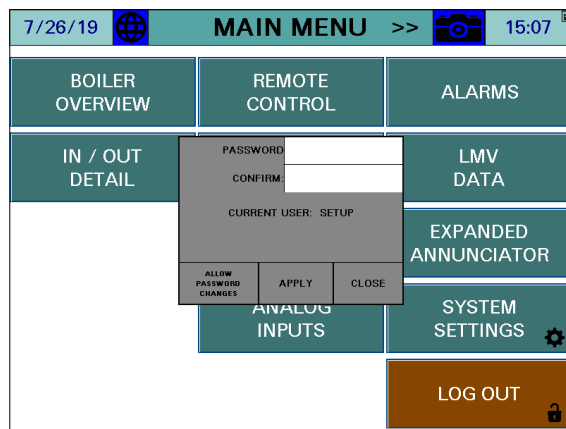 7/26/19 MAIN MENU >> 15:07
BOILER
OVERVIEW
REMOTE
CONTROL
ALARMS
IN / OUT
DETAIL
LMV
DATA
PASSWORD
CONFIRM:
CURRENT USER: SETUP
ALLOW
PASSWORD
CHANGES
APPLY
CLOSE
EXPANDED
ANNUNCIATOR
ANALOG
INPUTS
SYSTEM
SETTINGS
LOG OUT